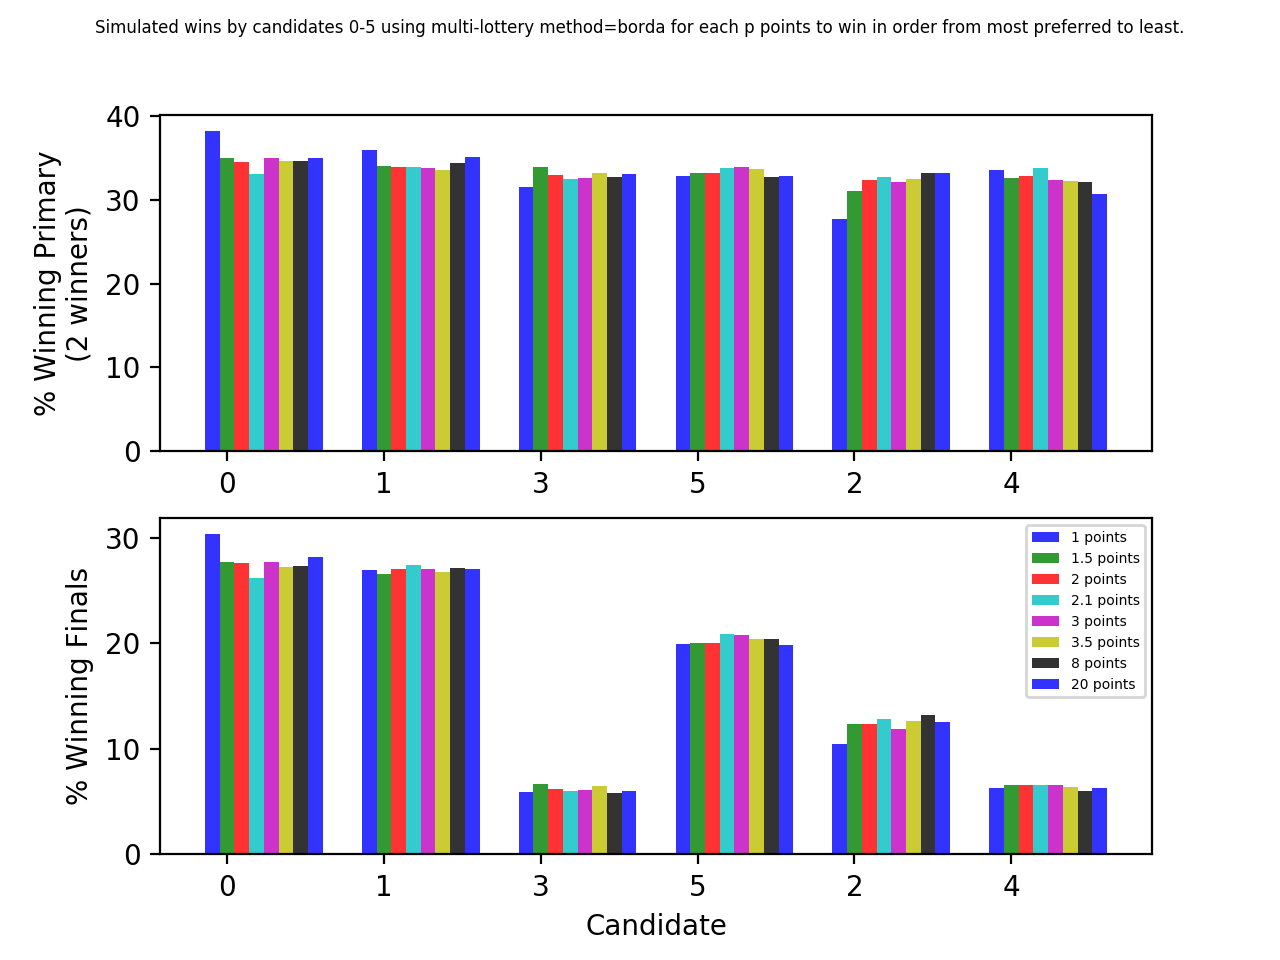 Simulated wins by candidates 0-5 using multi-lottery method=borda for each p points to win in order from most preferred to least.
% Winning Primary
(2 winners)
40
30
20
10
0
0 1 3 5 2 4
% Winning Finals
30
20
10
0
1 points
1.5 points
2 points
2.1 points
3 points
3.5 points
8 points
20 points
0 1 3 5 2 4
Candidate